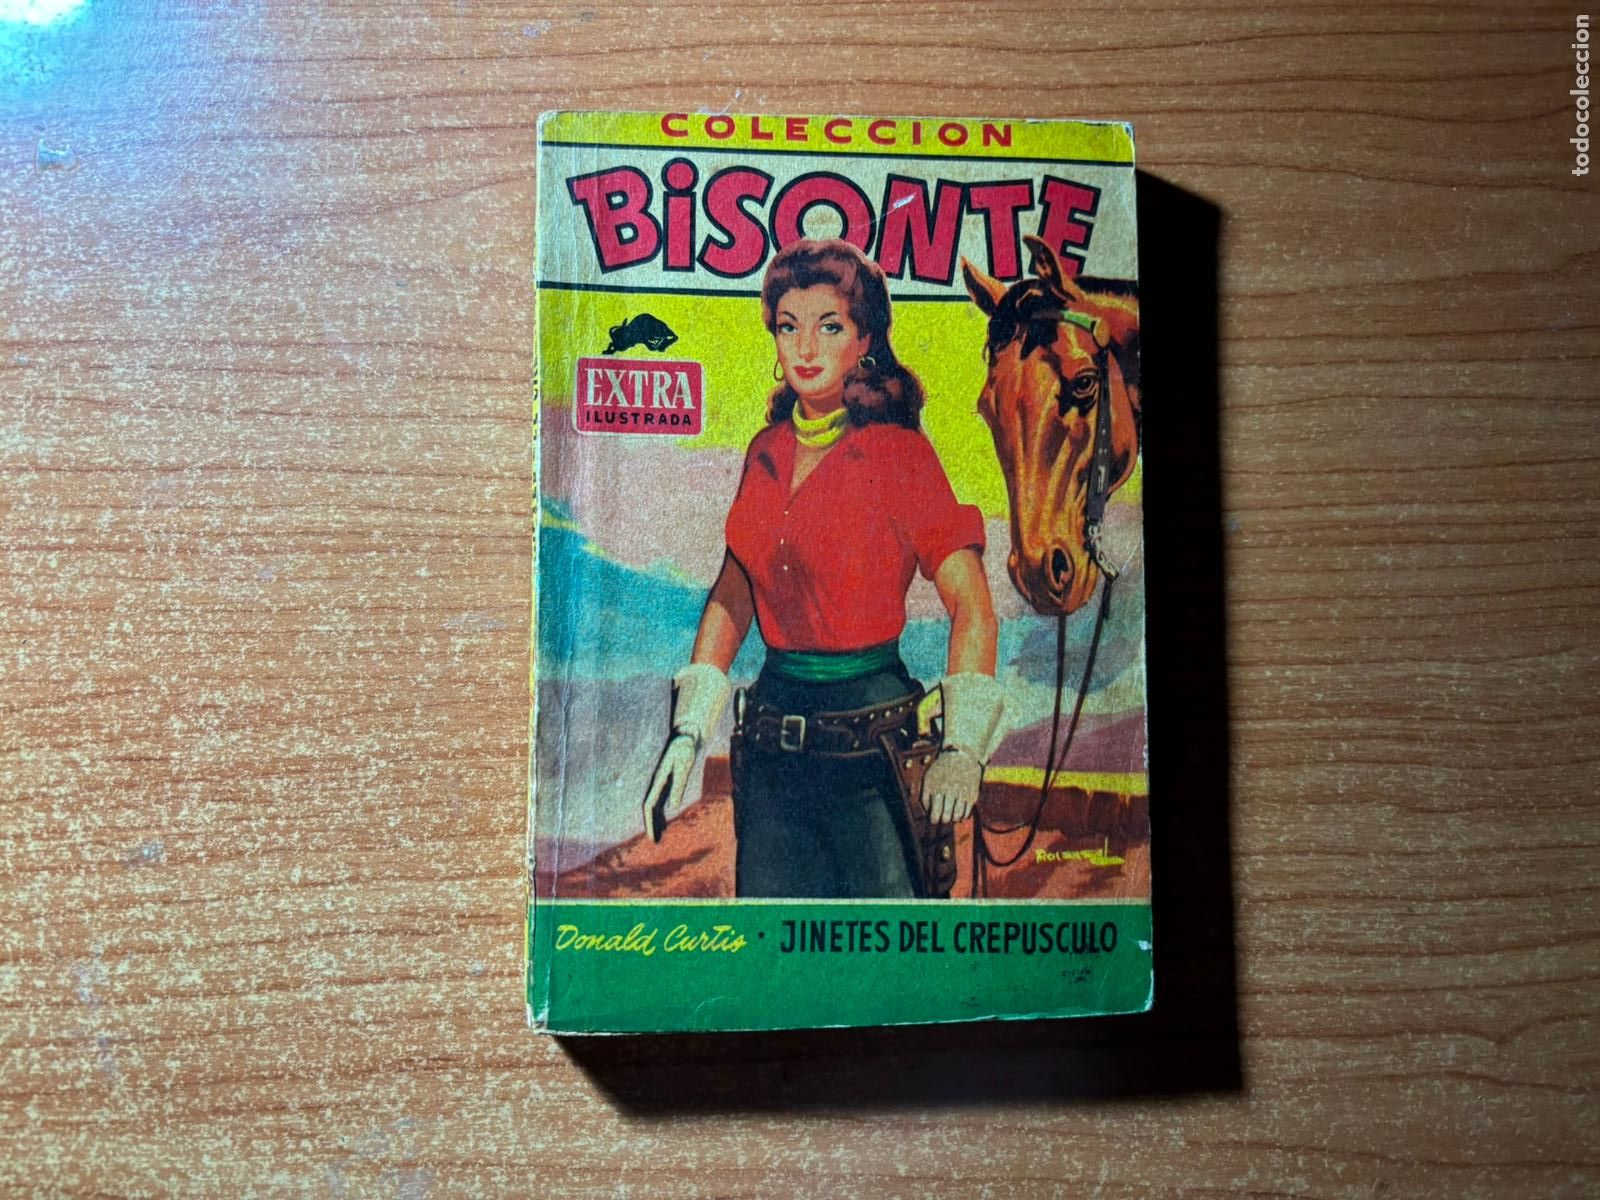 COLECCION
BiSONTE
EXTRA
ILUSTRADA
Donald Curtis · JINETES DEL CREPUSCULO
todocoleccion